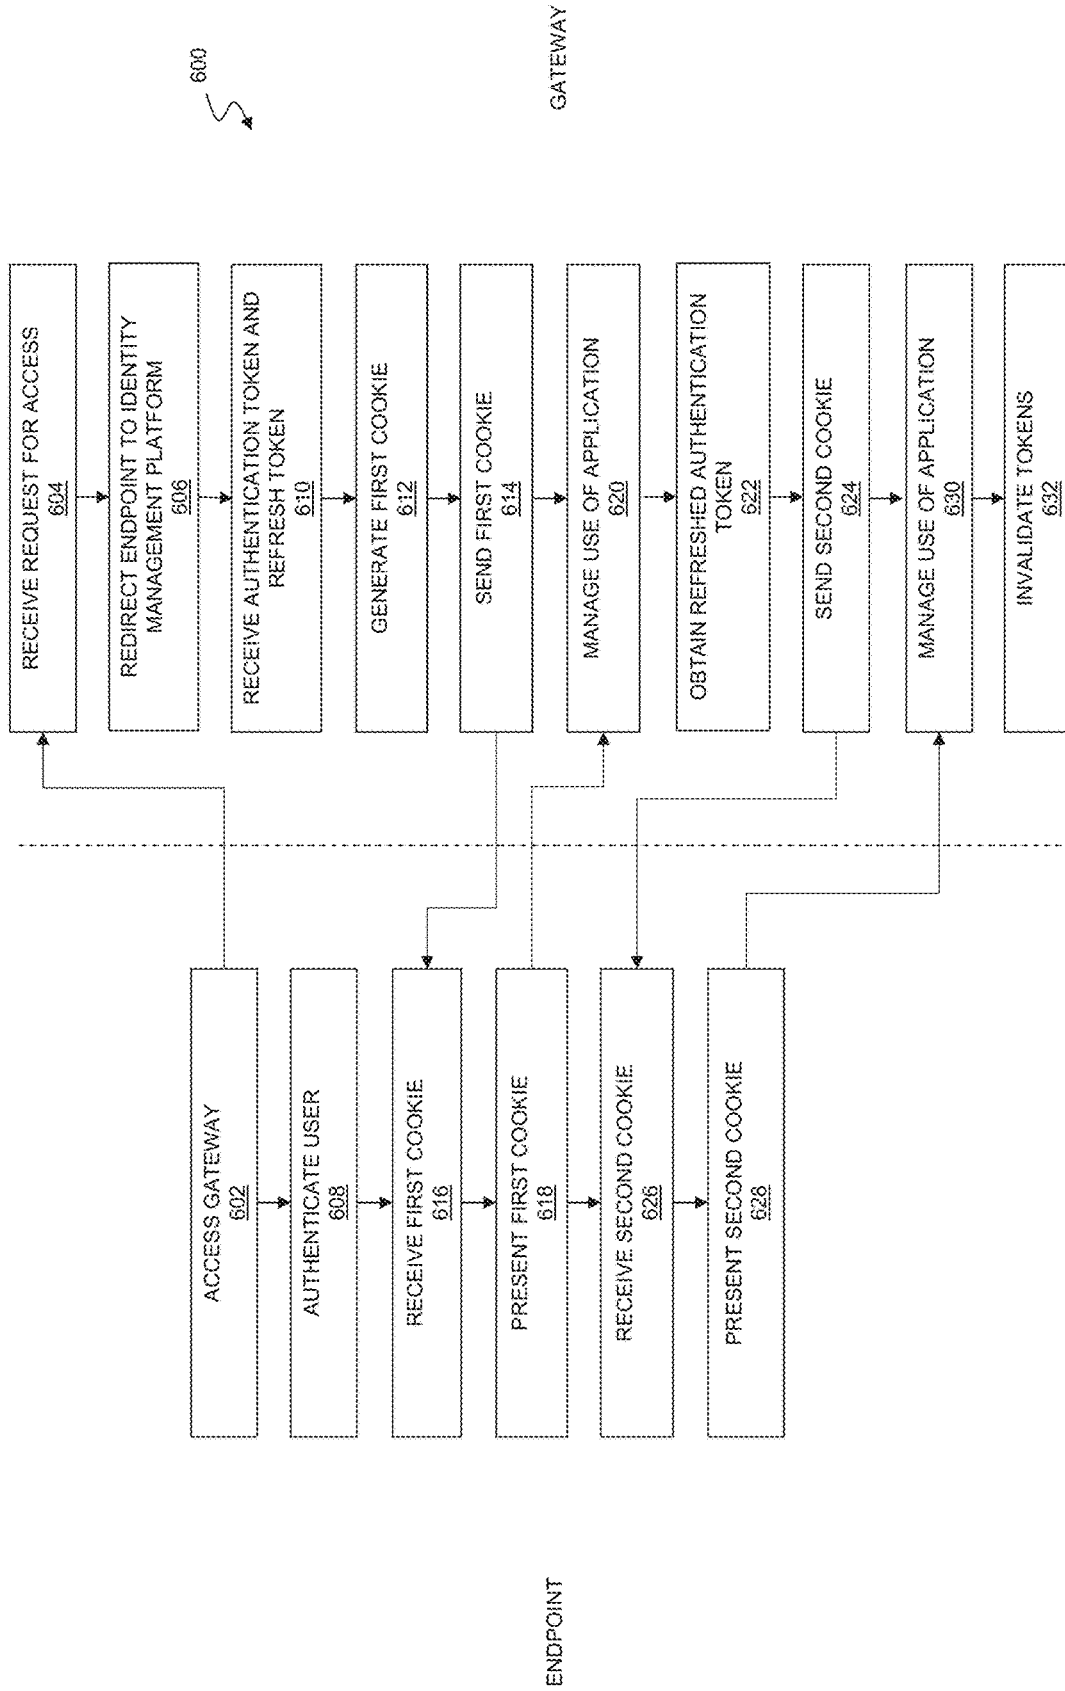 600
ENDPOINT
GATEWAY
ACCESS GATEWAY
602
AUTHENTICATE USER
608
RECEIVE FIRST COOKIE
616
PRESENT FIRST COOKIE
618
RECEIVE SECOND COOKIE
626
PRESENT SECOND COOKIE
628
RECEIVE REQUEST FOR ACCESS
604
REDIRECT ENDPOINT TO IDENTITY
MANAGEMENT PLATFORM
606
RECEIVE AUTHENTICATION TOKEN AND
REFRESH TOKEN
610
GENERATE FIRST COOKIE
612
SEND FIRST COOKIE
614
MANAGE USE OF APPLICATION
620
OBTAIN REFRESHED AUTHENTICATION
TOKEN
622
SEND SECOND COOKIE
624
MANAGE USE OF APPLICATION
630
INVALIDATE TOKENS
632